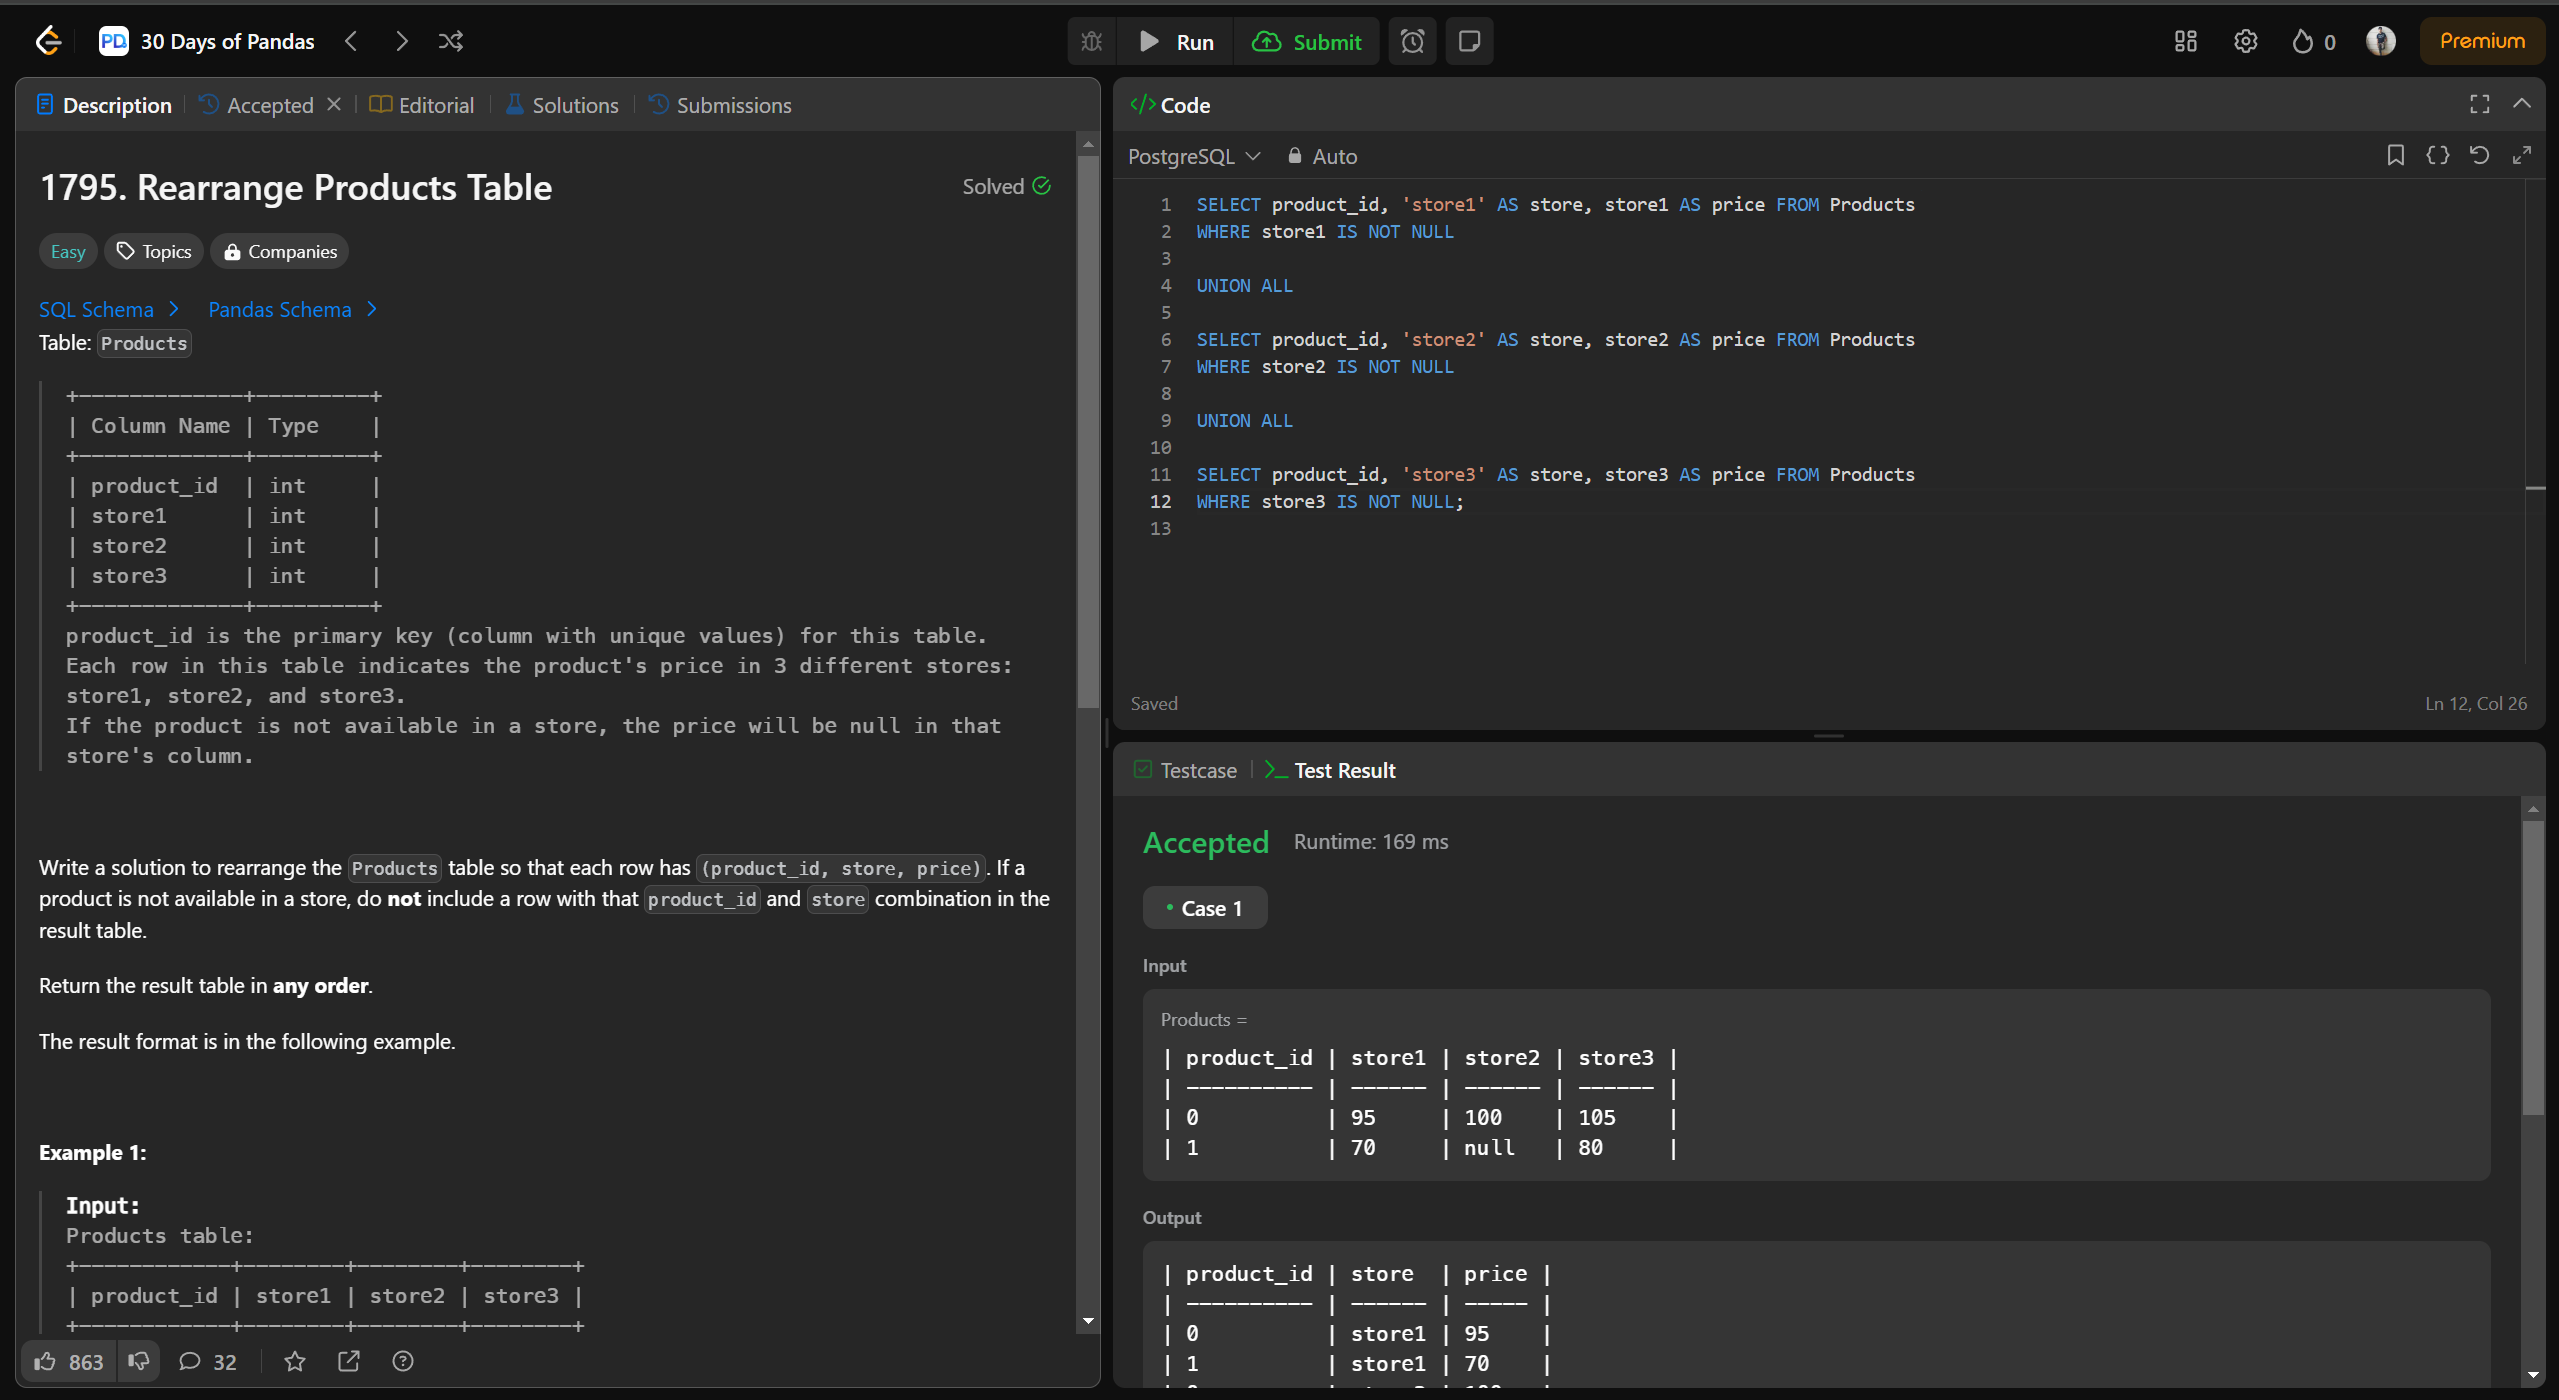 PD 30 Days of Pandas
Run Submit
0 Premium
Description Accepted Editorial Solutions Submissions
1795. Rearrange Products Table
Solved
Easy Topics Companies
SQL Schema > Pandas Schema >
Table: Products
+-------------+---------+
| Column Name | Type    |
+-------------+---------+
| product_id  | int     |
| store1      | int     |
| store2      | int     |
| store3      | int     |
+-------------+---------+
product_id is the primary key (column with unique values) for this table.
Each row in this table indicates the product's price in 3 different stores:
store1, store2, and store3.
If the product is not available in a store, the price will be null in that
store's column.
Write a solution to rearrange the Products table so that each row has (product_id, store, price). If a
product is not available in a store, do not include a row with that product_id and store combination in the
result table.
Return the result table in any order.
The result format is in the following example.
Example 1:
Input:
Products table:
+------------+--------+--------+--------+
| product_id | store1 | store2 | store3 |
+------------+--------+--------+--------+
863 32
</> Code
PostgreSQL Auto
1 SELECT product_id, 'store1' AS store, store1 AS price FROM Products
2 WHERE store1 IS NOT NULL
3
4 UNION ALL
5
6 SELECT product_id, 'store2' AS store, store2 AS price FROM Products
7 WHERE store2 IS NOT NULL
8
9 UNION ALL
10
11 SELECT product_id, 'store3' AS store, store3 AS price FROM Products
12 WHERE store3 IS NOT NULL;
13
Saved
Ln 12, Col 26
Testcase >_ Test Result
Accepted Runtime: 169 ms
• Case 1
Input
Products =
| product_id | store1 | store2 | store3 |
| ---------- | ------ | ------ | ------ |
| 0          | 95     | 100    | 105    |
| 1          | 70     | null   | 80     |
Output
| product_id | store  | price |
| ---------- | ------ | ----- |
| 0          | store1 | 95    |
| 1          | store1 | 70    |